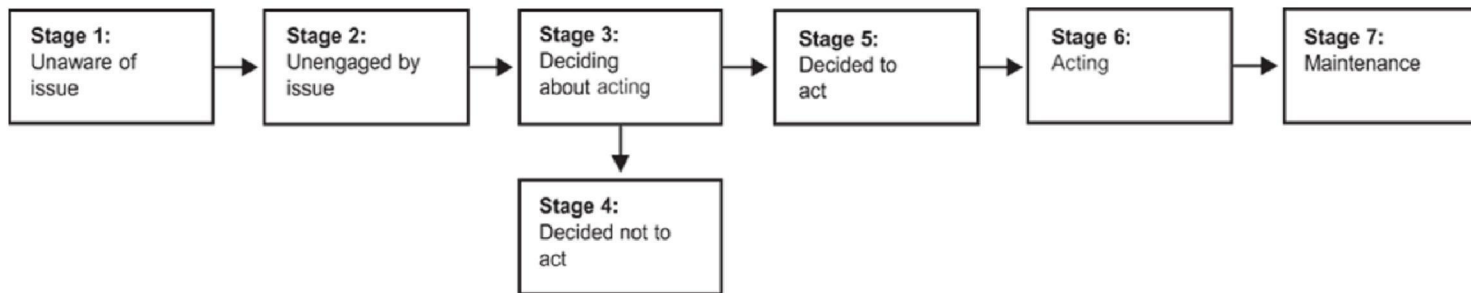 Stage 1:
Unaware of
issue
Stage 2:
Unengaged by
issue
Stage 3:
Deciding
about acting
Stage 5:
Decided to
act
Stage 6:
Acting
Stage 7:
Maintenance
Stage 4:
Decided not to
act